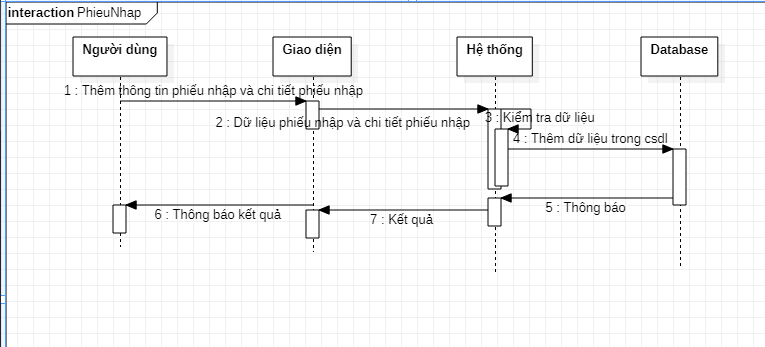 interaction PhieuNhap
Người dùng
Giao diện
Hệ thống
Database
1 : Thêm thông tin phiếu nhập và chi tiết phiếu nhập
2 : Dữ liệu phiếu nhập và chi tiết phiếu nhập
3 : Kiểm tra dữ liệu
4 : Thêm dữ liệu trong csdl
5 : Thông báo
6 : Thông báo kết quả
7 : Kết quả